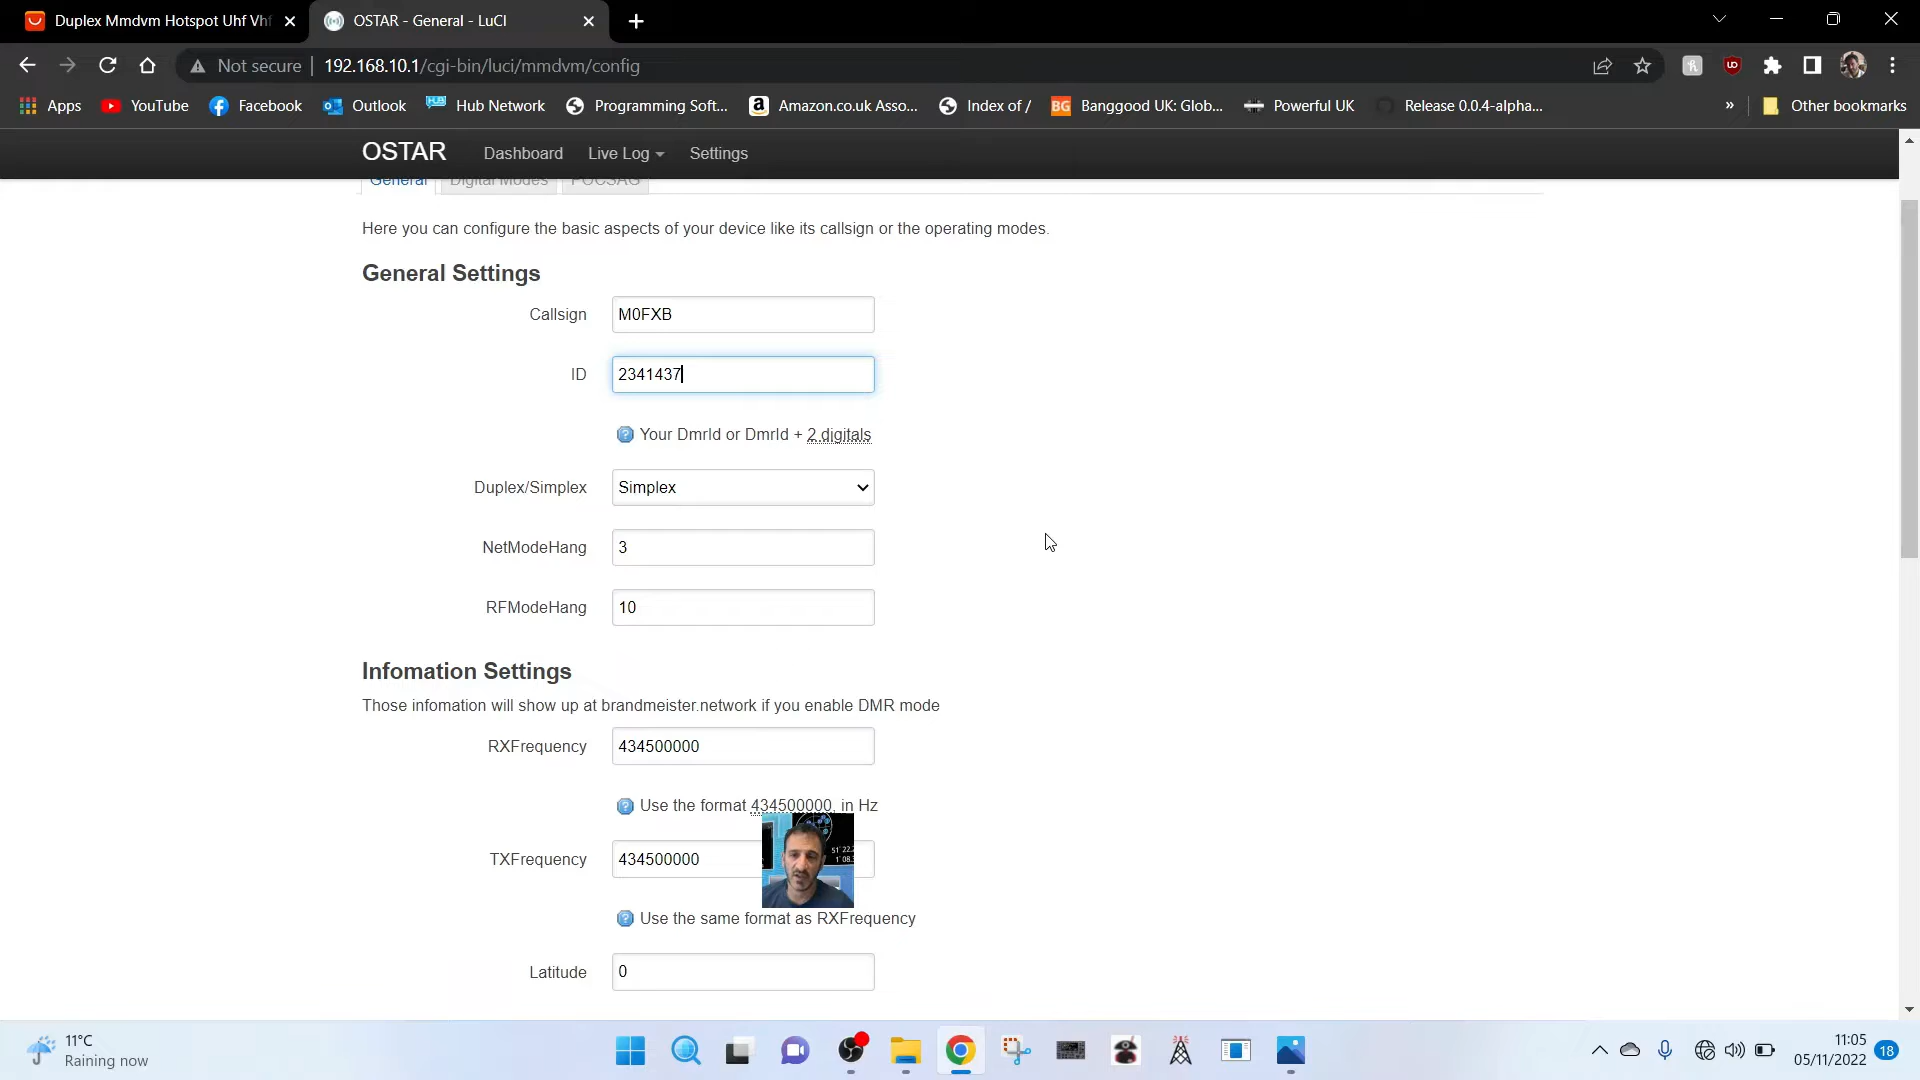 Duplex Mmdvm Hotspot Uhf Vhf
OSTAR - General - LuCI
Not secure
192.168.10.1/cgi-bin/luci/mmdvm/config
Apps
YouTube
Facebook
Outlook
Hub Network
Programming Soft...
Amazon.co.uk Asso...
Index of /
BG
Banggood UK: Glob...
Powerful UK
Release 0.0.4-alpha...
»
Other bookmarks
OSTAR
Dashboard
Live Log
Settings
General
Digital Modes
POCSAG
Here you can configure the basic aspects of your device like its callsign or the operating modes.
General Settings
Callsign
M0FXB
ID
2341437
Your DmrId or DmrId + 2 digitals
Duplex/Simplex
Simplex
NetModeHang
3
RFModeHang
10
Infomation Settings
Those infomation will show up at brandmeister.network if you enable DMR mode
RXFrequency
434500000
Use the format 434500000, in Hz
TXFrequency
434500000
Use the same format as RXFrequency
Latitude
0
11°C
Raining now
11:05
05/11/2022
18